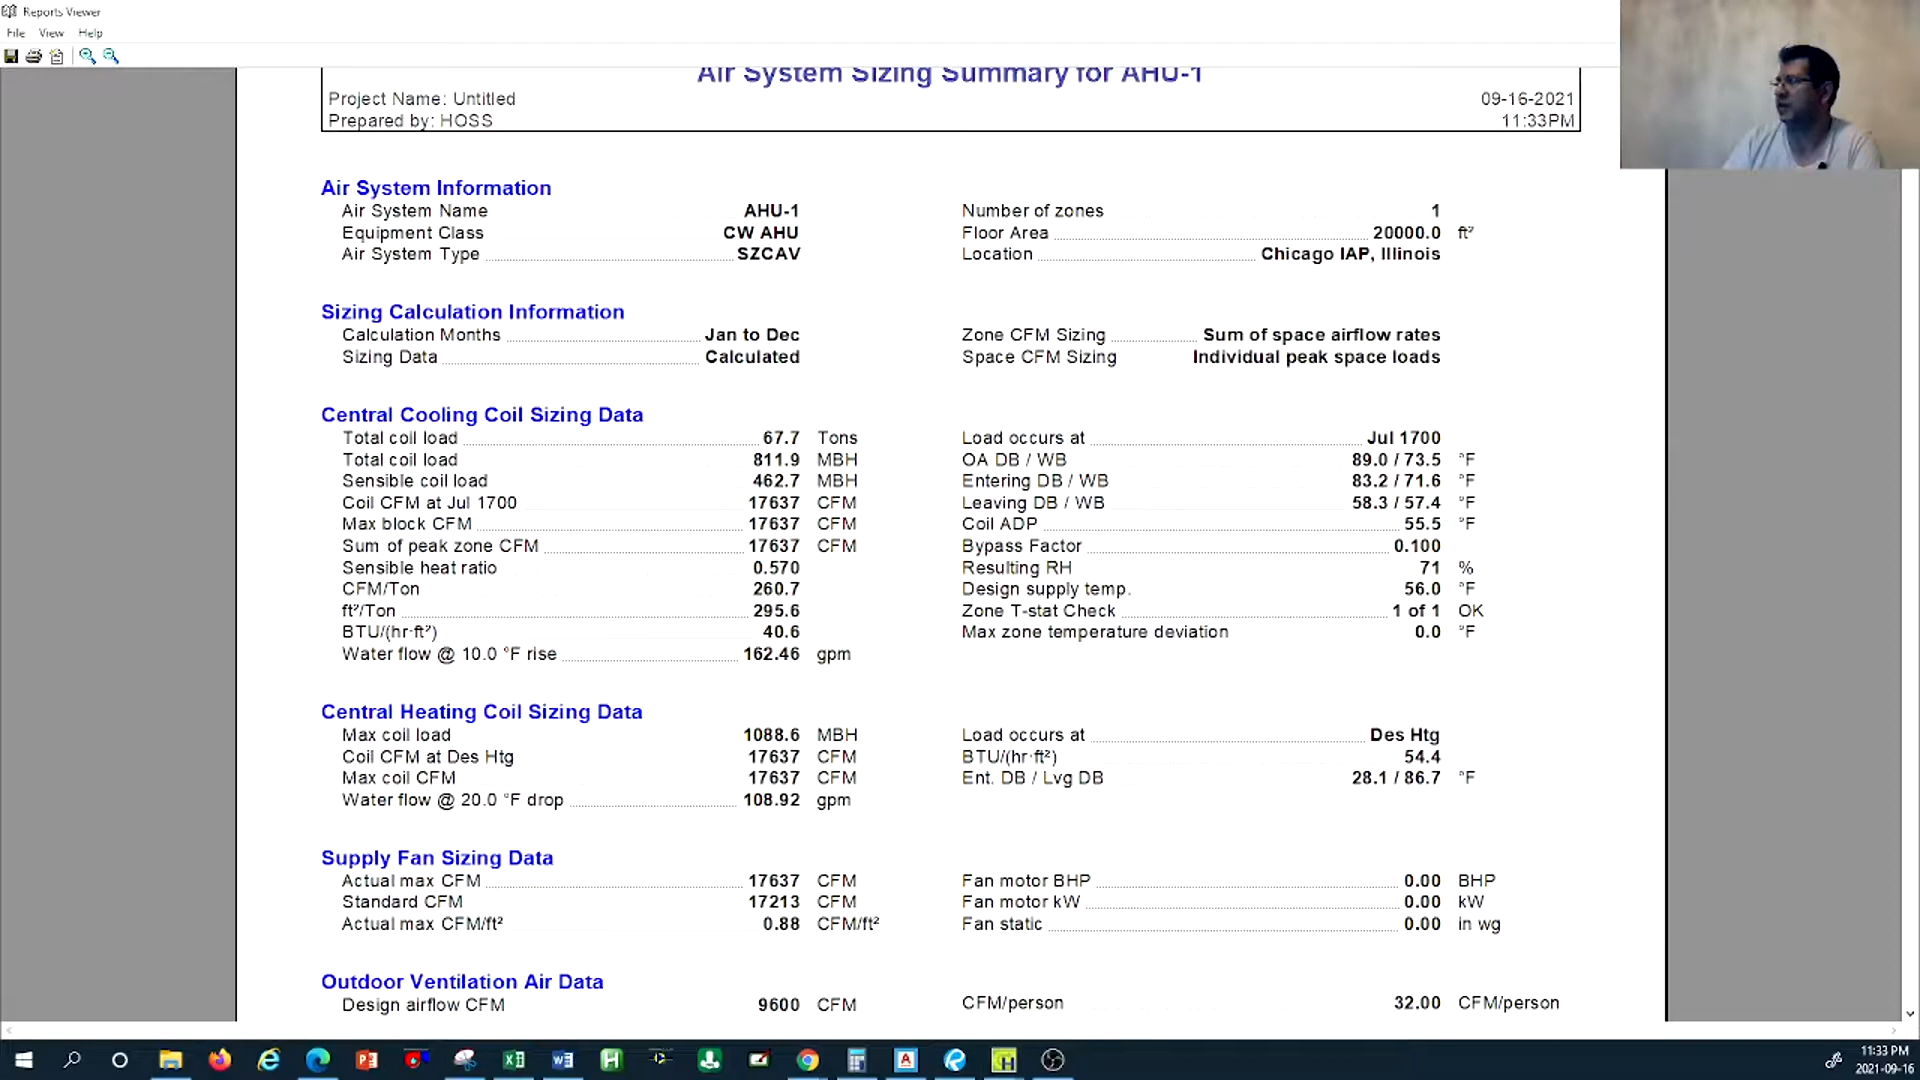 Reports Viewer
File View Help
Air System Sizing Summary for AHU-1
Project Name: Untitled 09-16-2021
Prepared by: HOSS 11:33PM
Air System Information
Air System Name AHU-1 Number of zones 1
Equipment Class CW AHU Floor Area 20000.0 ft²
Air System Type SZCAV Location Chicago IAP, Illinois
Sizing Calculation Information
Calculation Months Jan to Dec Zone CFM Sizing Sum of space airflow rates
Sizing Data Calculated Space CFM Sizing Individual peak space loads
Central Cooling Coil Sizing Data
Total coil load 67.7 Tons Load occurs at Jul 1700
Total coil load 811.9 MBH OA DB / WB 89.0 / 73.5 °F
Sensible coil load 462.7 MBH Entering DB / WB 83.2 / 71.6 °F
Coil CFM at Jul 1700 17637 CFM Leaving DB / WB 58.3 / 57.4 °F
Max block CFM 17637 CFM Coil ADP 55.5 °F
Sum of peak zone CFM 17637 CFM Bypass Factor 0.100
Sensible heat ratio 0.570 Resulting RH 71 %
CFM/Ton 260.7 Design supply temp. 56.0 °F
ft²/Ton 295.6 Zone T-stat Check 1 of 1 OK
BTU/(hr·ft²) 40.6 Max zone temperature deviation 0.0 °F
Water flow @ 10.0 °F rise 162.46 gpm
Central Heating Coil Sizing Data
Max coil load 1088.6 MBH Load occurs at Des Htg
Coil CFM at Des Htg 17637 CFM BTU/(hr·ft²) 54.4
Max coil CFM 17637 CFM Ent. DB / Lvg DB 28.1 / 86.7 °F
Water flow @ 20.0 °F drop 108.92 gpm
Supply Fan Sizing Data
Actual max CFM 17637 CFM Fan motor BHP 0.00 BHP
Standard CFM 17213 CFM Fan motor kW 0.00 kW
Actual max CFM/ft² 0.88 CFM/ft² Fan static 0.00 in wg
Outdoor Ventilation Air Data
Design airflow CFM 9600 CFM CFM/person 32.00 CFM/person
11:33 PM
2021-09-16